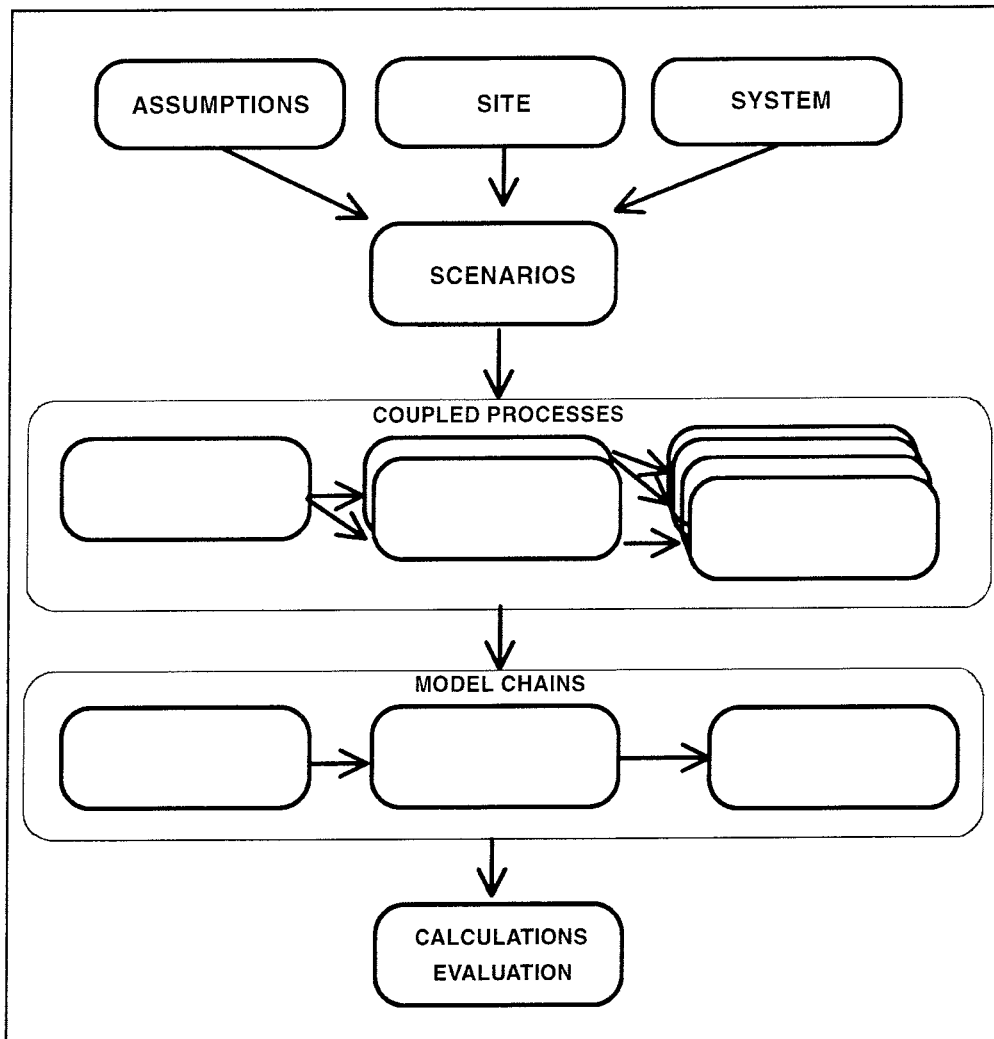 ASSUMPTIONS
SITE
SYSTEM
SCENARIOS
COUPLED PROCESSES
MODEL CHAINS
CALCULATIONS
EVALUATION